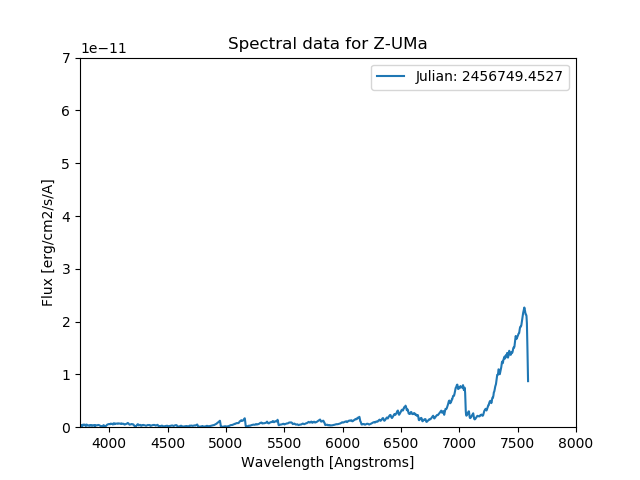 Spectral data for Z-UMa
1e−11
Julian: 2456749.4527
7
6
5
4
3
2
1
0
Flux [erg/cm2/s/A]
4000 4500 5000 5500 6000 6500 7000 7500 8000
Wavelength [Angstroms]